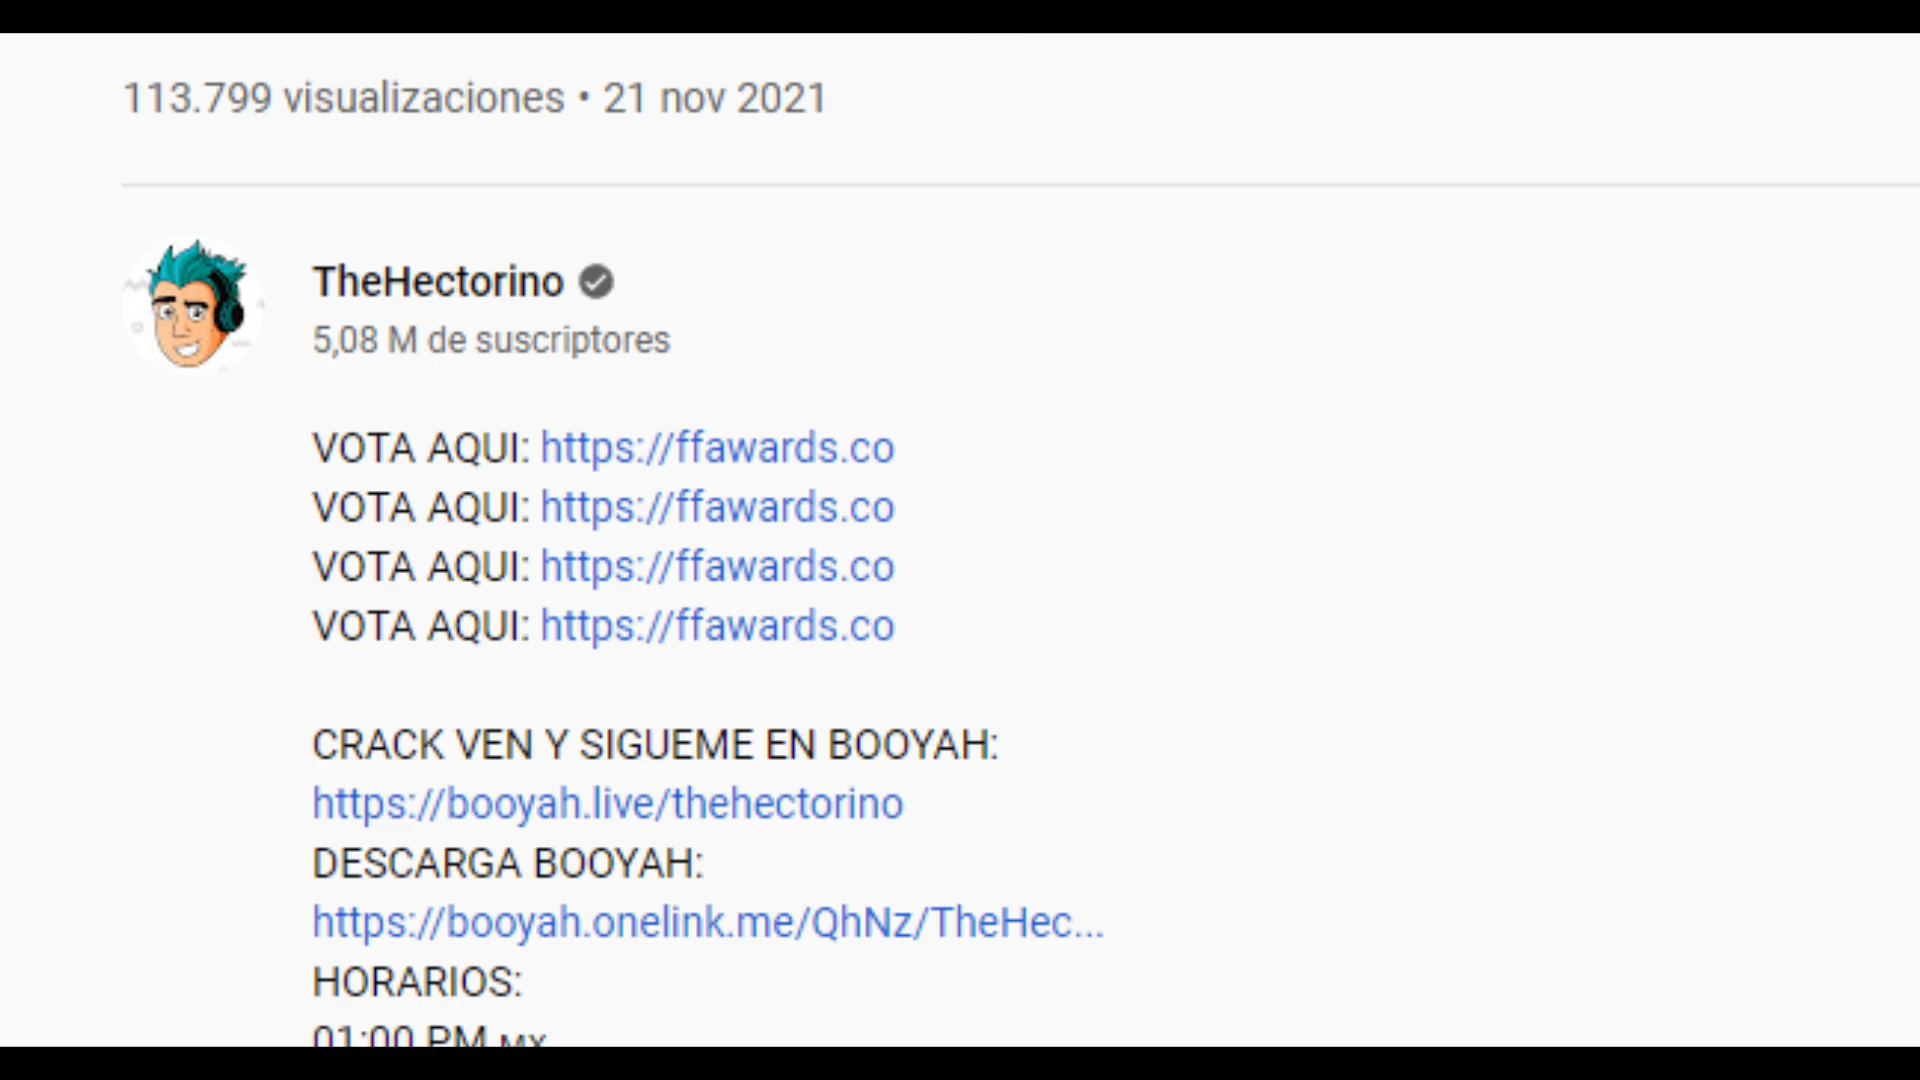 113.799 visualizaciones • 21 nov 2021
TheHectorino
5,08 M de suscriptores
VOTA AQUI: https://ffawards.co
VOTA AQUI: https://ffawards.co
VOTA AQUI: https://ffawards.co
VOTA AQUI: https://ffawards.co
CRACK VEN Y SIGUEME EN BOOYAH:
https://booyah.live/thehectorino
DESCARGA BOOYAH:
https://booyah.onelink.me/QhNz/TheHec...
HORARIOS:
01:00 PM MX